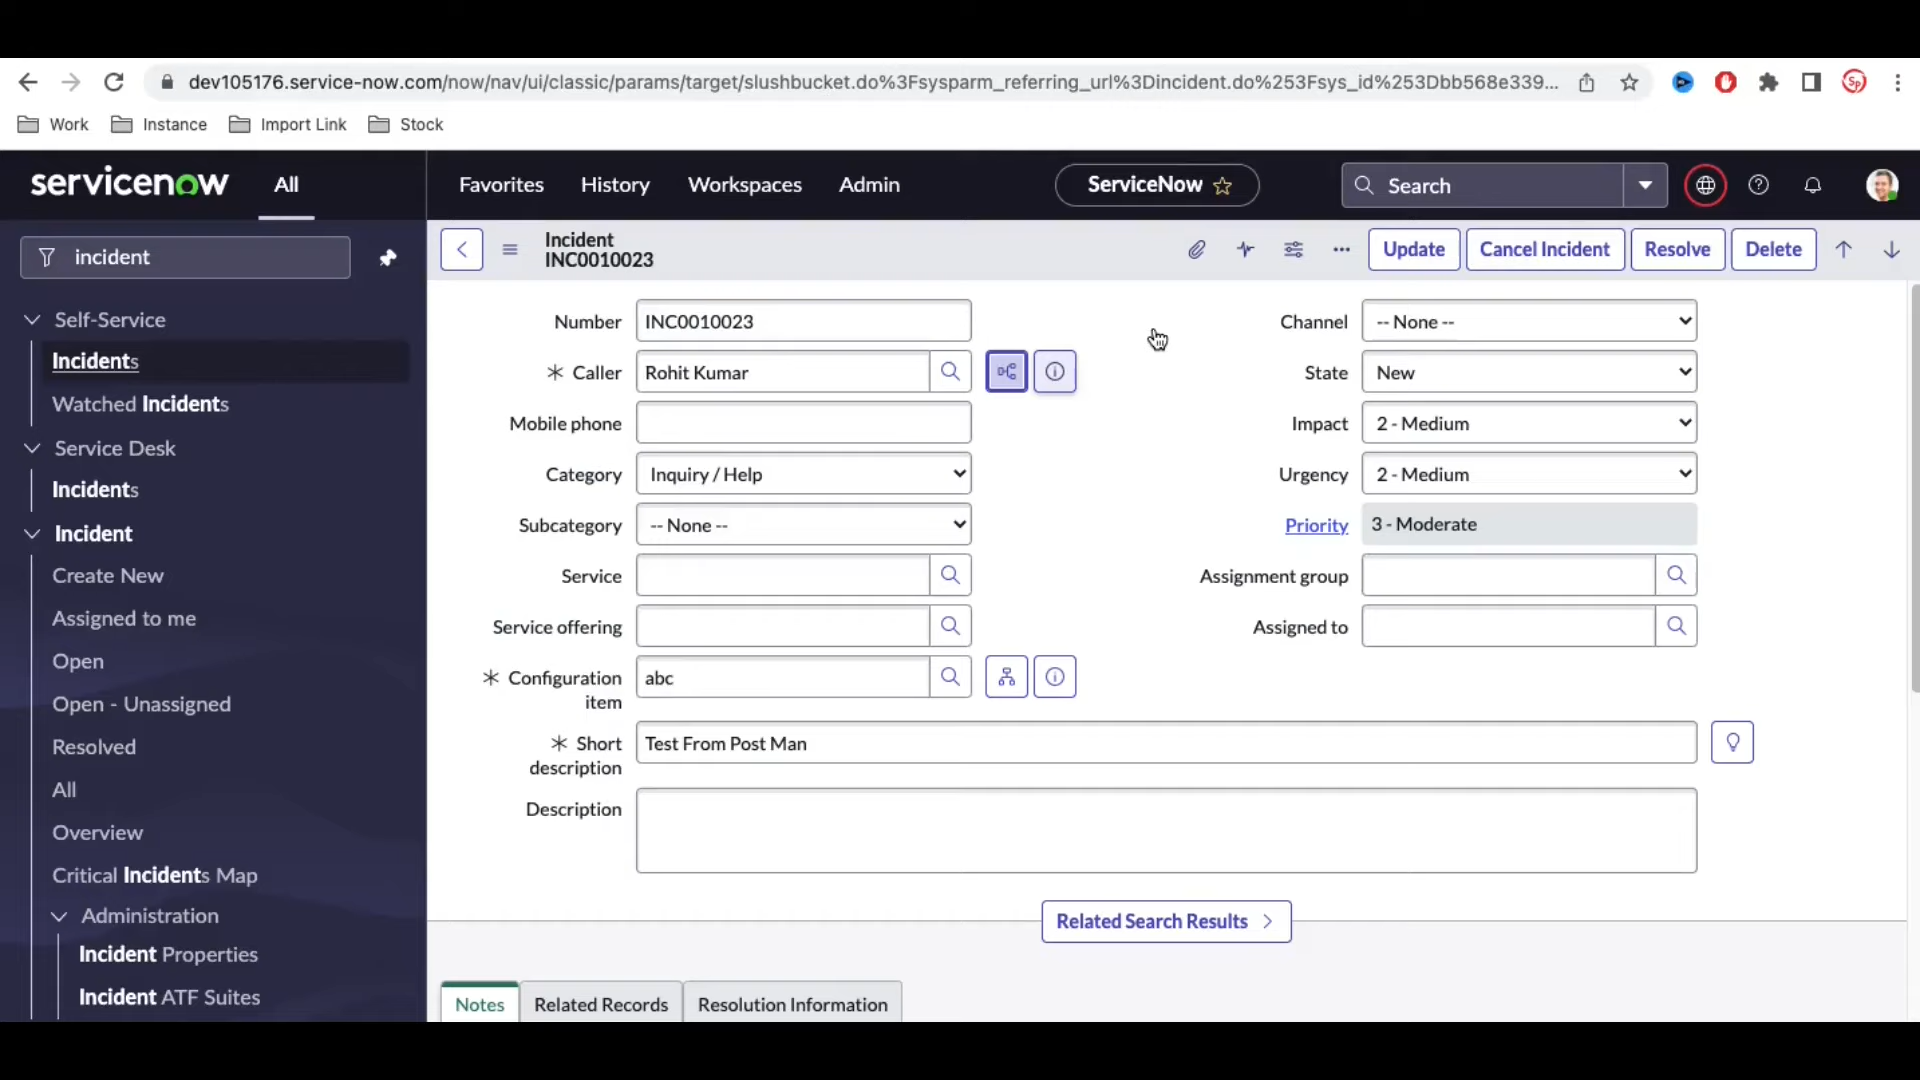 dev105176.service-now.com/now/nav/ui/classic/params/target/slushbucket.do%3Fsysparm_referring_url%3Dincident.do%253Fsys_id%253Dbb568e339...
Sp
Work Instance Import Link Stock
servicenow All Favorites History Workspaces Admin ServiceNow Search
incident
Incident
INC0010023
Update Cancel Incident Resolve Delete
Self-Service
Incidents
Watched Incidents
Service Desk
Incidents
Incident
Create New
Assigned to me
Open
Open - Unassigned
Resolved
All
Overview
Critical Incidents Map
Administration
Incident Properties
Incident ATF Suites
Number INC0010023
Caller Rohit Kumar
Mobile phone
Category Inquiry / Help
Subcategory -- None --
Service
Service offering
Configuration
item
abc
Channel -- None --
State New
Impact 2 - Medium
Urgency 2 - Medium
Priority 3 - Moderate
Assignment group
Assigned to
Short
description
Test From Post Man
Description
Related Search Results
Notes Related Records Resolution Information